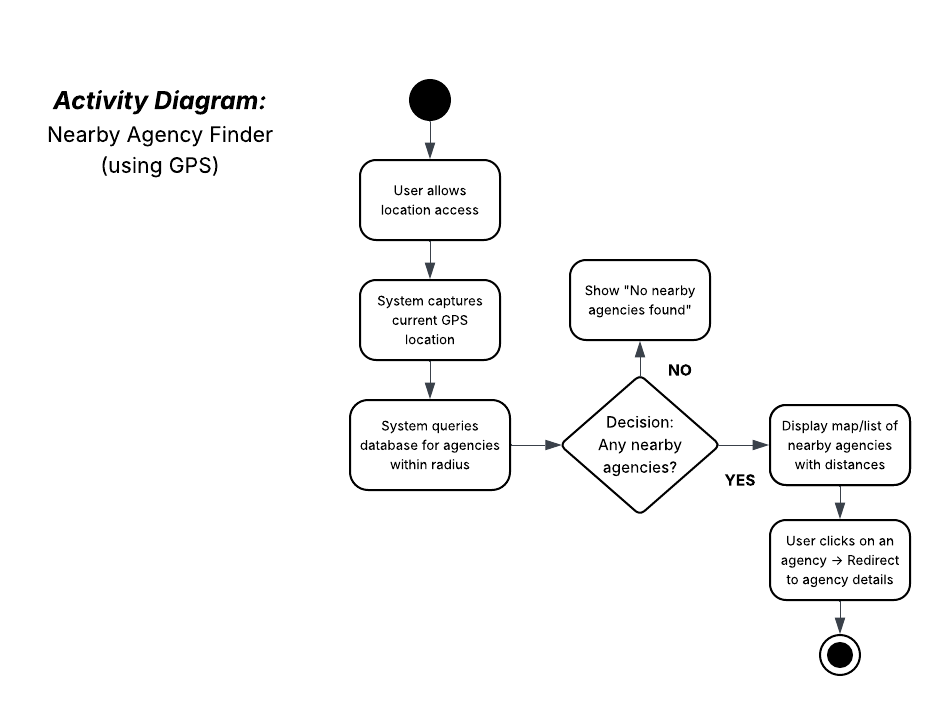 Activity Diagram:
Nearby Agency Finder
(using GPS)
User allows
location access
System captures
current GPS
location
System queries
database for agencies
within radius
Show "No nearby
agencies found"
NO
Decision:
Any nearby
agencies?
YES
Display map/list of
nearby agencies
with distances
User clicks on an
agency → Redirect
to agency details